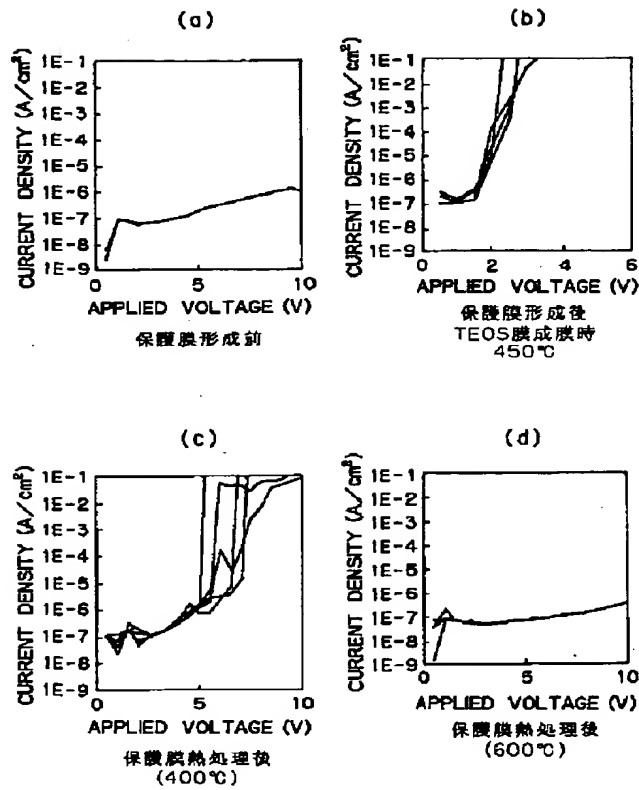 (a)
CURRENT DENSITY (A/cm²)
1E-1
1E-2
1E-3
1E-4
1E-5
1E-6
1E-7
1E-8
1E-9
0 5 10
APPLIED VOLTAGE (V)
保護膜形成前
(b)
CURRENT DENSITY (A/cm²)
1E-1
1E-2
1E-3
1E-4
1E-5
1E-6
1E-7
1E-8
1E-9
0 2 4 6
APPLIED VOLTAGE (V)
保護膜形成後
TEOS膜成膜時
450℃
(c)
CURRENT DENSITY (A/cm²)
1E-1
1E-2
1E-3
1E-4
1E-5
1E-6
1E-7
1E-8
1E-9
0 5 10
APPLIED VOLTAGE (V)
保護膜熱処理後
(400℃)
(d)
CURRENT DENSITY (A/cm²)
1E-1
1E-2
1E-3
1E-4
1E-5
1E-6
1E-7
1E-8
1E-9
0 5 10
APPLIED VOLTAGE (V)
保護膜熱処理後
(600℃)